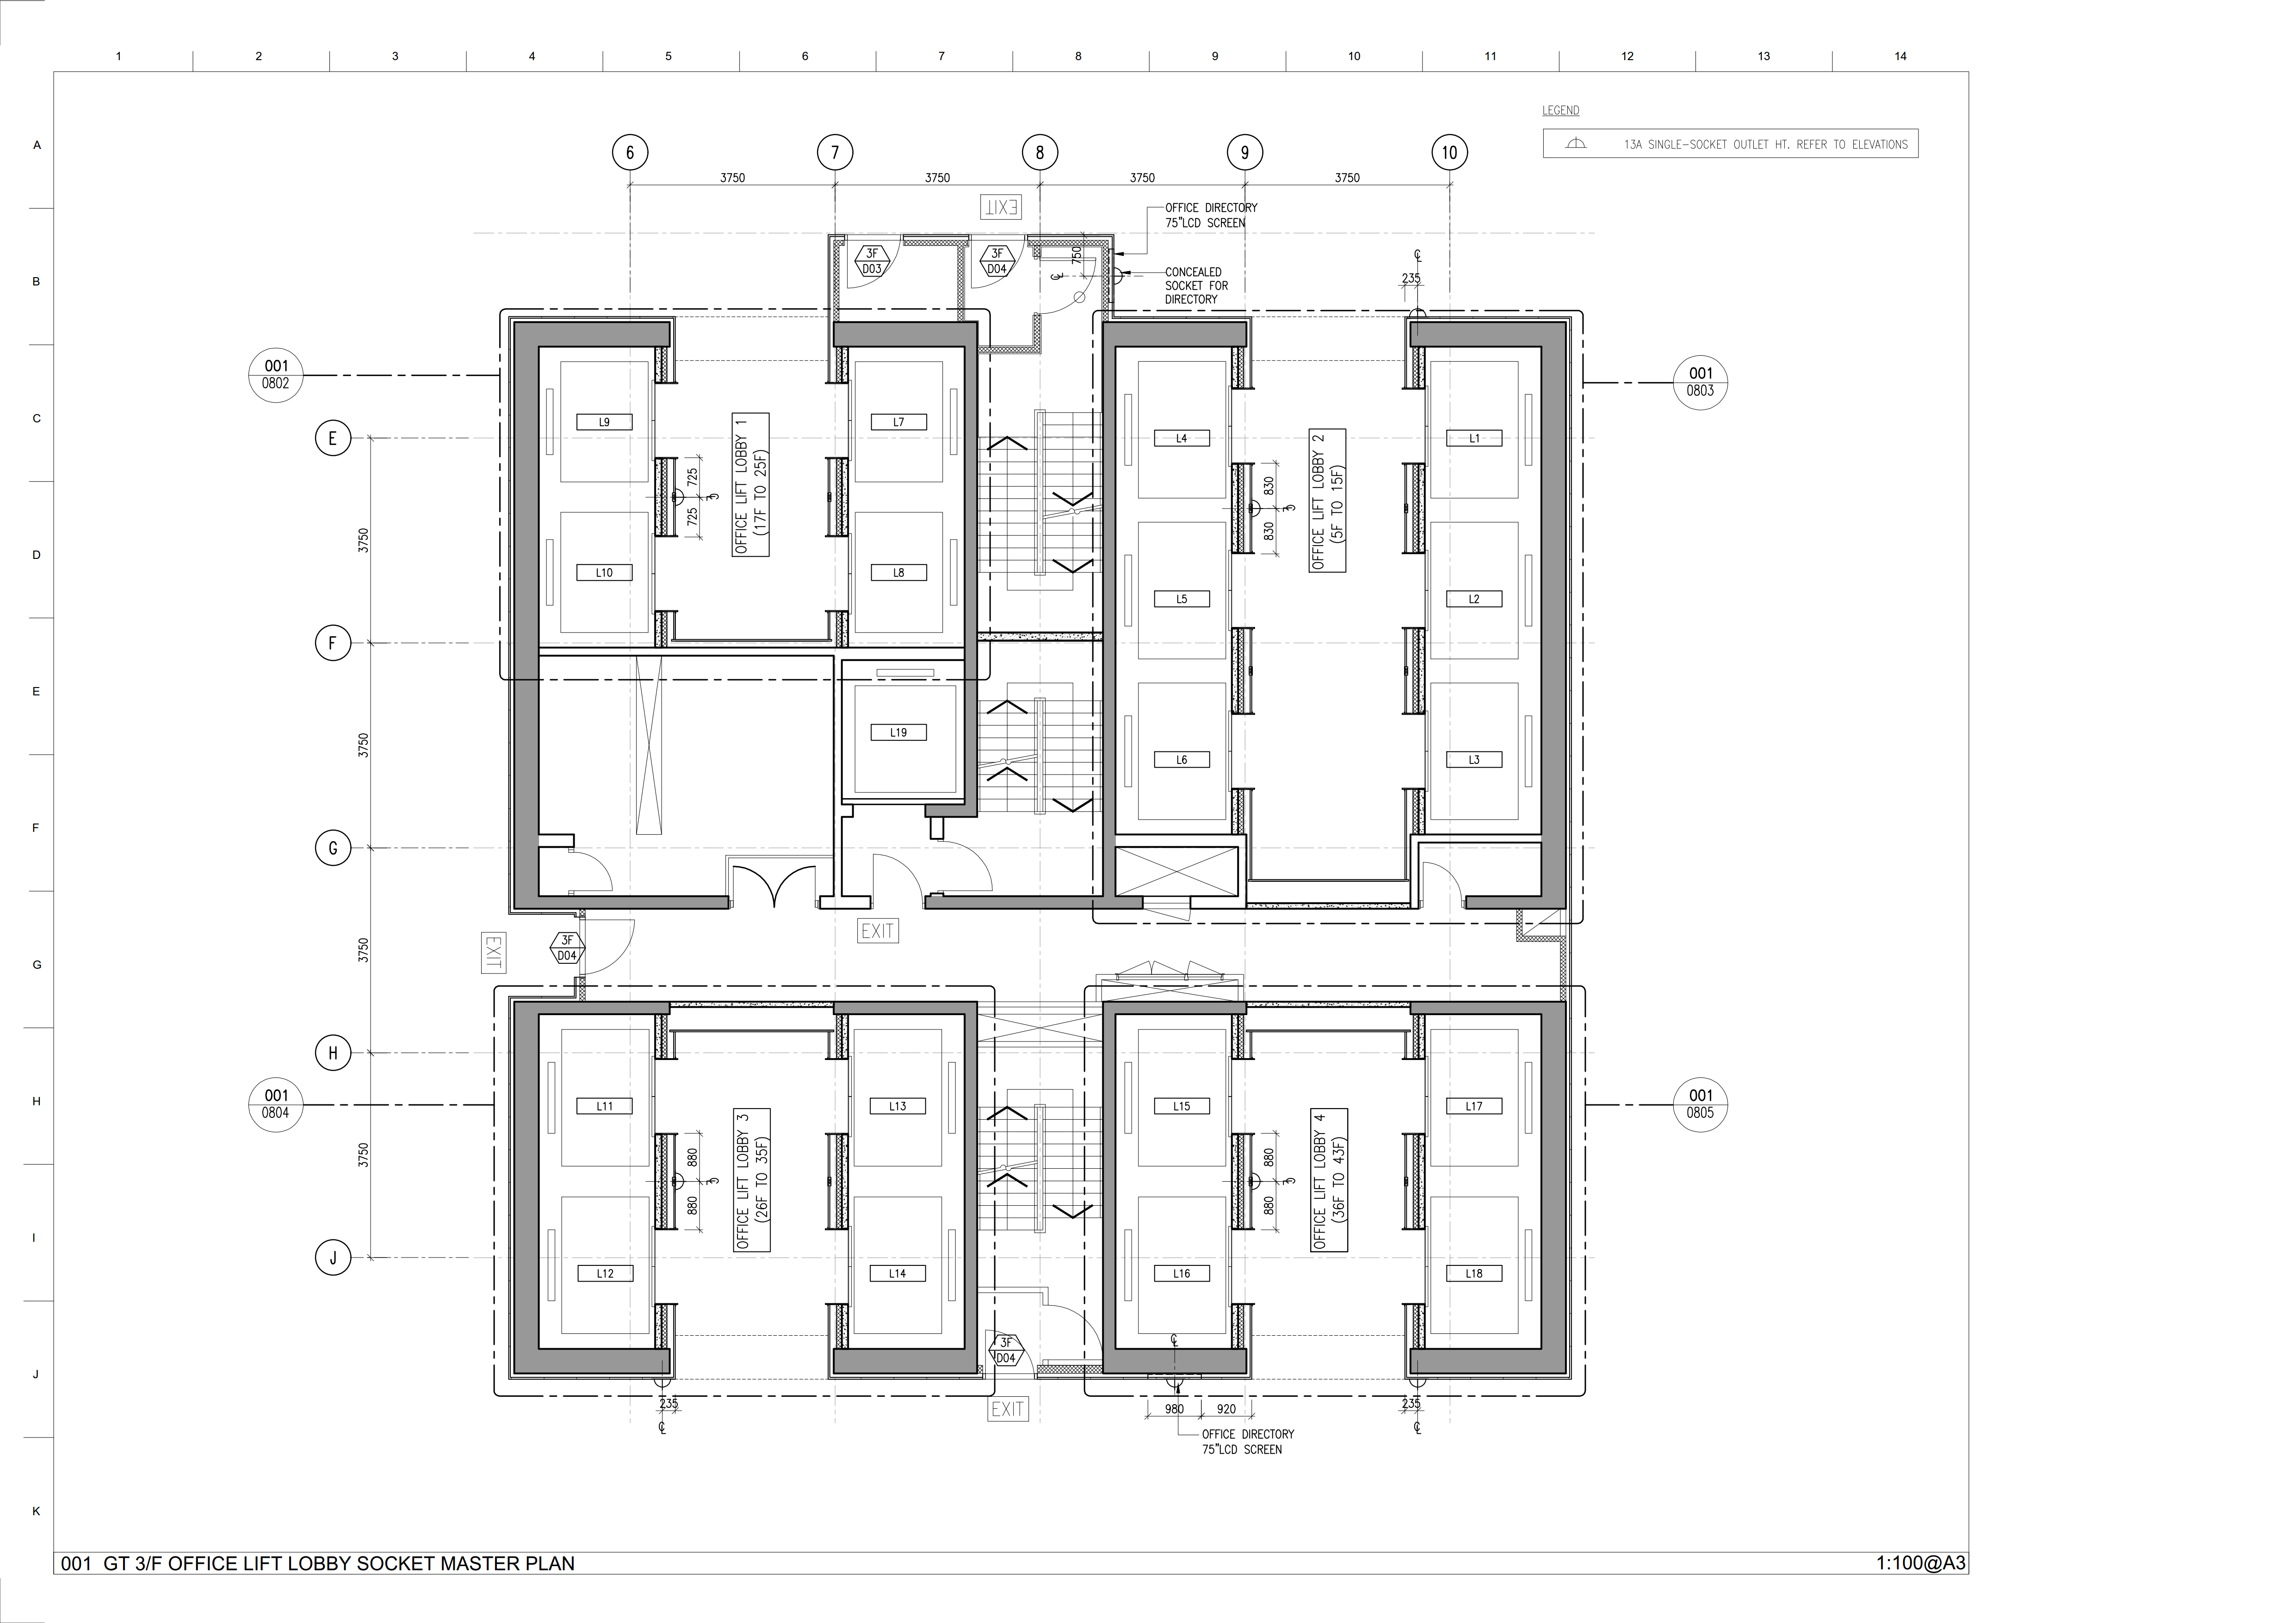 1 2 3 4 5 6 7 8 9 10 11 12 13 14
LEGEND
13A SINGLE-SOCKET OUTLET HT. REFER TO ELEVATIONS
A
6 7 8 9 10
3750 3750 3750 3750
EXIT
OFFICE DIRECTORY
75"LCD SCREEN
B
3F
D03
3F
D04
750
CONCEALED
SOCKET FOR
DIRECTORY
235
001
0802
001
0803
C
E
L9
L7
L4
L1
OFFICE LIFT LOBBY 1
(17F TO 25F)
OFFICE LIFT LOBBY 2
(5F TO 15F)
725
725
830
830
D
3750
L10
L8
L5
L2
F
E
3750
L19
L6
L3
F
G
EXIT
EXIT
3F
D04
G
3750
H
001
0804
001
0805
H
L11
L13
L15
L17
OFFICE LIFT LOBBY 3
(26F TO 35F)
OFFICE LIFT LOBBY 4
(36F TO 43F)
880
880
880
880
3750
I
J
L12
L14
L16
L18
3F
D04
J
235
EXIT
980 920
235
OFFICE DIRECTORY
75"LCD SCREEN
K
001 GT 3/F OFFICE LIFT LOBBY SOCKET MASTER PLAN
1:100@A3